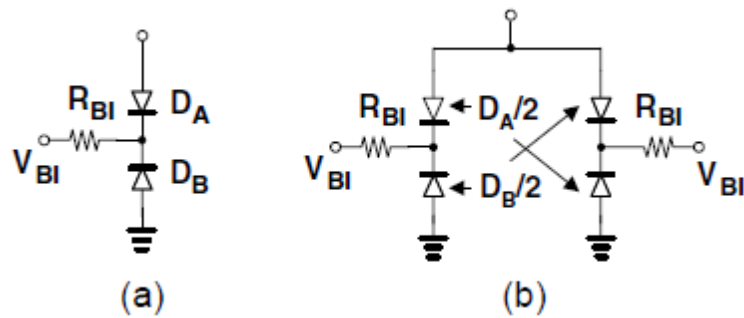 R_BI D_A
V_BI
D_B
(a)
R_BI D_A/2 R_BI
V_BI D_B/2 V_BI
(b)